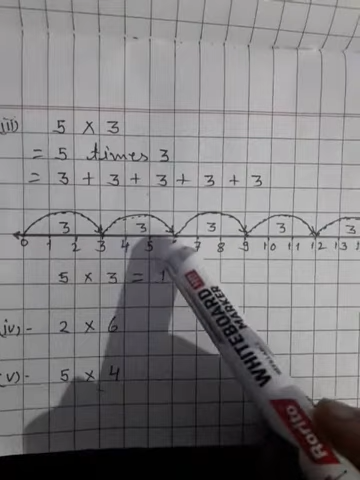 iii) 5 × 3
= 5 times 3
= 3 + 3 + 3 + 3 + 3
3 3 3 3 3
0 1 2 3 4 5 7 8 9 10 11 12 13
5 × 3 = 1
iv) - 2 × 6
v) - 5 × 4
WHITEBOARD
MARKER
Rorito